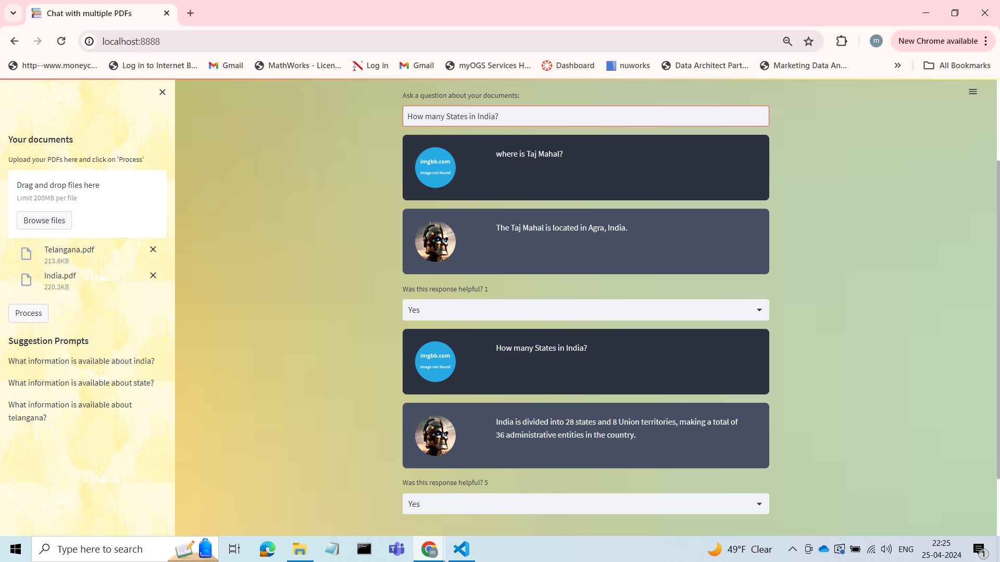 Chat with multiple PDFs
localhost:8888
m
New Chrome available
http--www.moneyc...
Log in to Internet B...
Gmail
MathWorks - Licen...
Log in
Gmail
myOGS Services H...
Dashboard
nuworks
Data Architect Part...
Marketing Data An...
All Bookmarks
Your documents
Upload your PDFs here and click on 'Process'
Drag and drop files here
Limit 200MB per file
Browse files
Telangana.pdf
213.8KB
India.pdf
220.3KB
Process
Suggestion Prompts
What information is available about india?
What information is available about state?
What information is available about
telangana?
Ask a question about your documents:
How many States in India?
imgbb.com
image not found
where is Taj Mahal?
The Taj Mahal is located in Agra, India.
Was this response helpful? 1
Yes
imgbb.com
image not found
How many States in India?
India is divided into 28 states and 8 Union territories, making a total of
36 administrative entities in the country.
Was this response helpful? 5
Yes
Type here to search
m
49°F Clear
ENG
22:25
25-04-2024
1